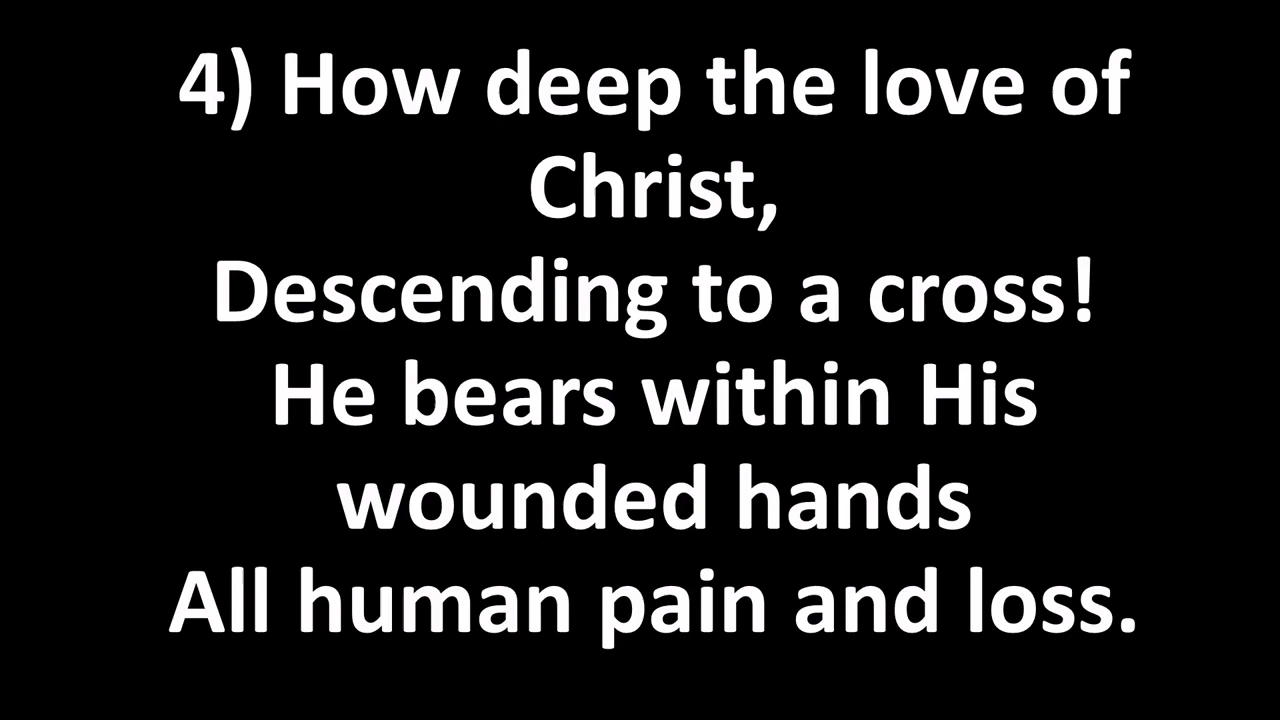 4) How deep the love of
Christ,
Descending to a cross!
He bears within His
wounded hands
All human pain and loss.